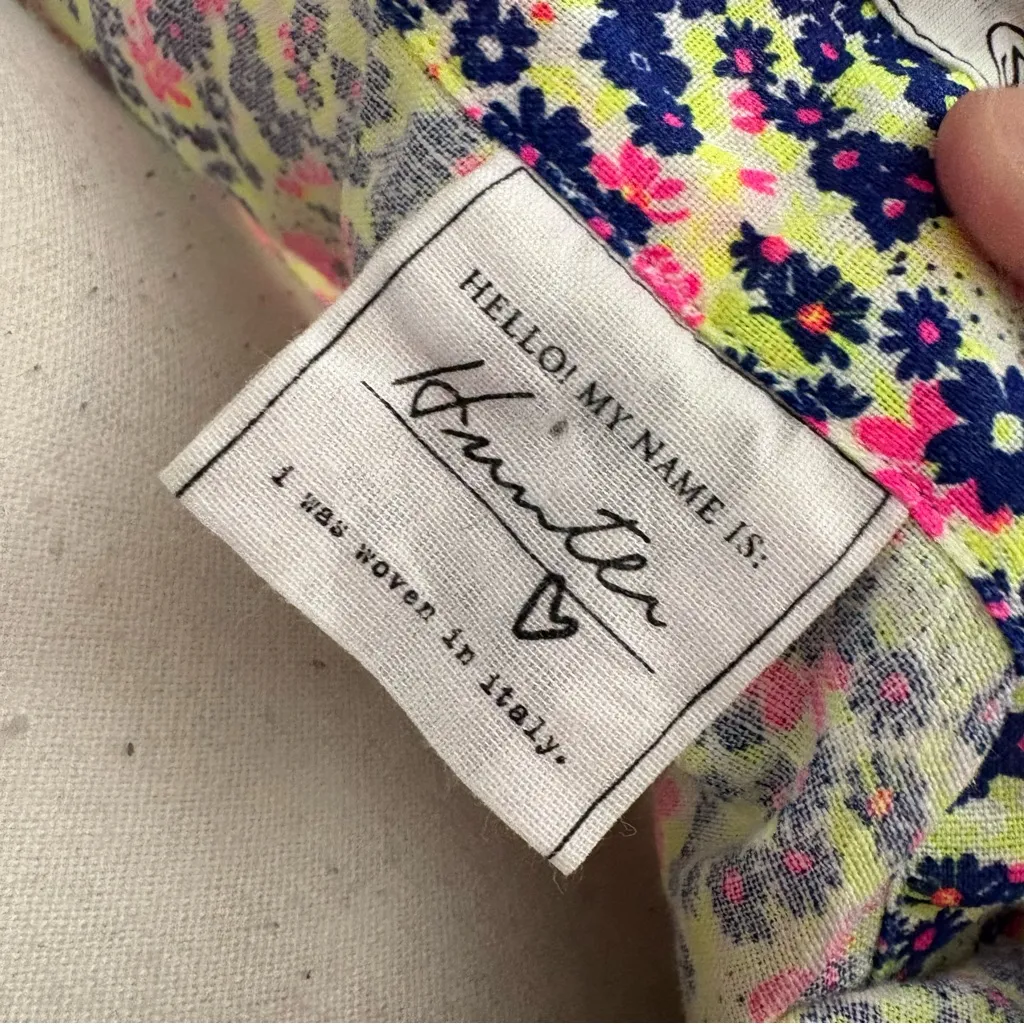 HELLO! MY NAME IS:
Hunter
i was woven in italy.